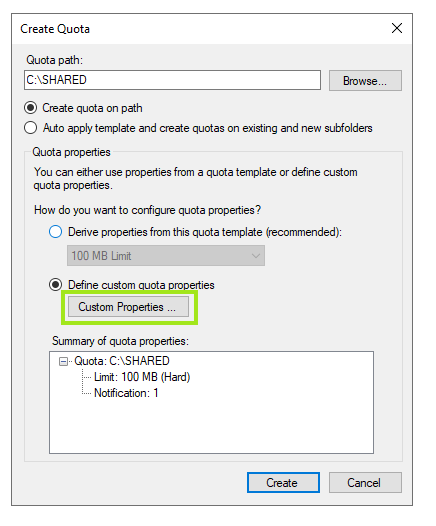 Create Quota
Quota path:
C:\SHARED
Browse...
Create quota on path
Auto apply template and create quotas on existing and new subfolders
Quota properties
You can either use properties from a quota template or define custom
quota properties.
How do you want to configure quota properties?
Derive properties from this quota template (recommended):
100 MB Limit
Define custom quota properties
Custom Properties ...
Summary of quota properties:
Quota: C:\SHARED
Limit: 100 MB (Hard)
Notification: 1
Create
Cancel